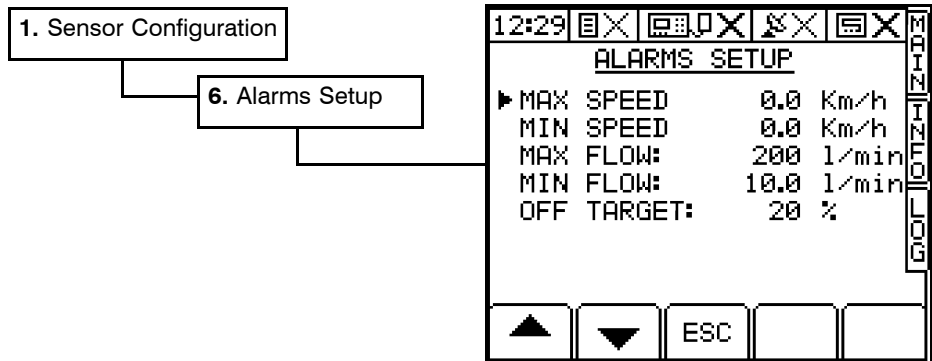 1. Sensor Configuration
6. Alarms Setup
12:29
ALARMS SETUP
MAX SPEED 0.0 Km/h
MIN SPEED 0.0 Km/h
MAX FLOW: 200 l/min
MIN FLOW: 10.0 l/min
OFF TARGET: 20 %
MAIN
INFO
LOG
ESC